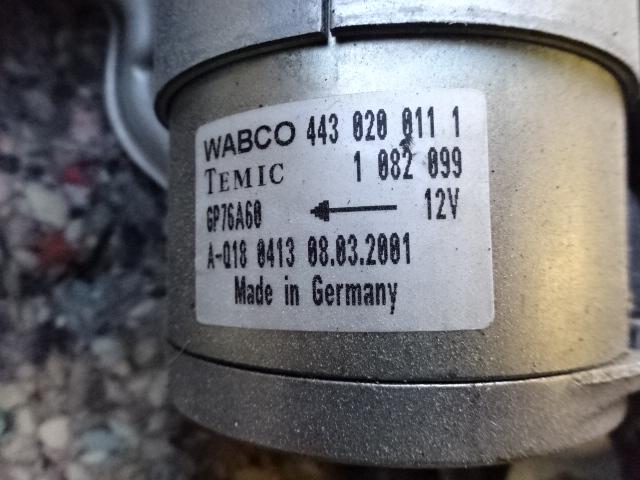 WABCO 443 020 011 1
TEMIC 1 082 099
GP76A60 12V
A-Q18 0413 08.03.2001
Made in Germany